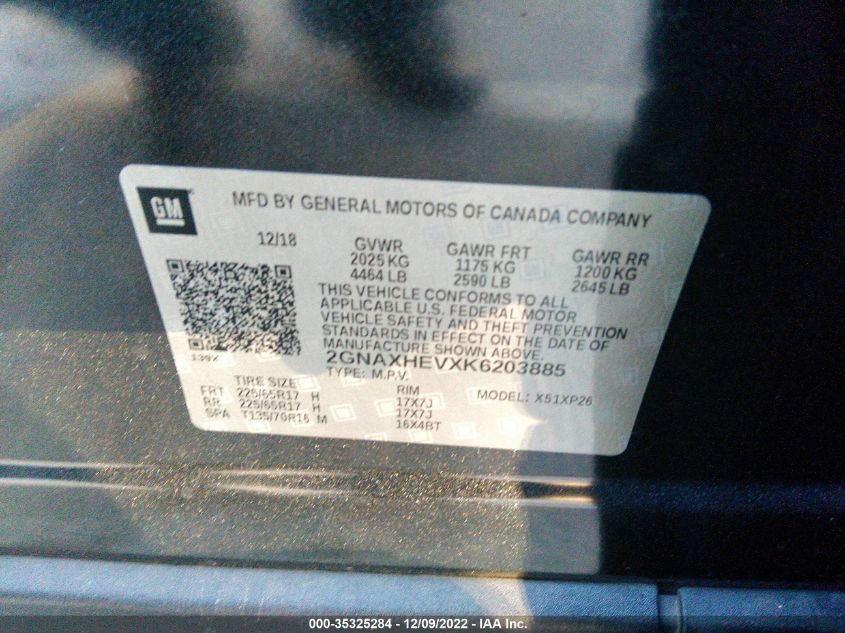 GM
MFD BY GENERAL MOTORS OF CANADA COMPANY
12/18 GVWR GAWR FRT GAWR RR
2025 KG 1175 KG 1200 KG
4464 LB 2590 LB 2645 LB
THIS VEHICLE CONFORMS TO ALL
APPLICABLE U.S. FEDERAL MOTOR
VEHICLE SAFETY AND THEFT PREVENTION
STANDARDS IN EFFECT ON THE DATE OF
MANUFACTURE SHOWN ABOVE.
139X 2GNAXHEVXK6203885
TYPE: M.P.V.
TIRE SIZE RIM MODEL: X51XP26
FRT 225/65R17 H 17X7J
RR 225/65R17 H 17X7J
SPA T135/70R16 M 16X4BT
000-35325284 - 12/09/2022 - IAA Inc.